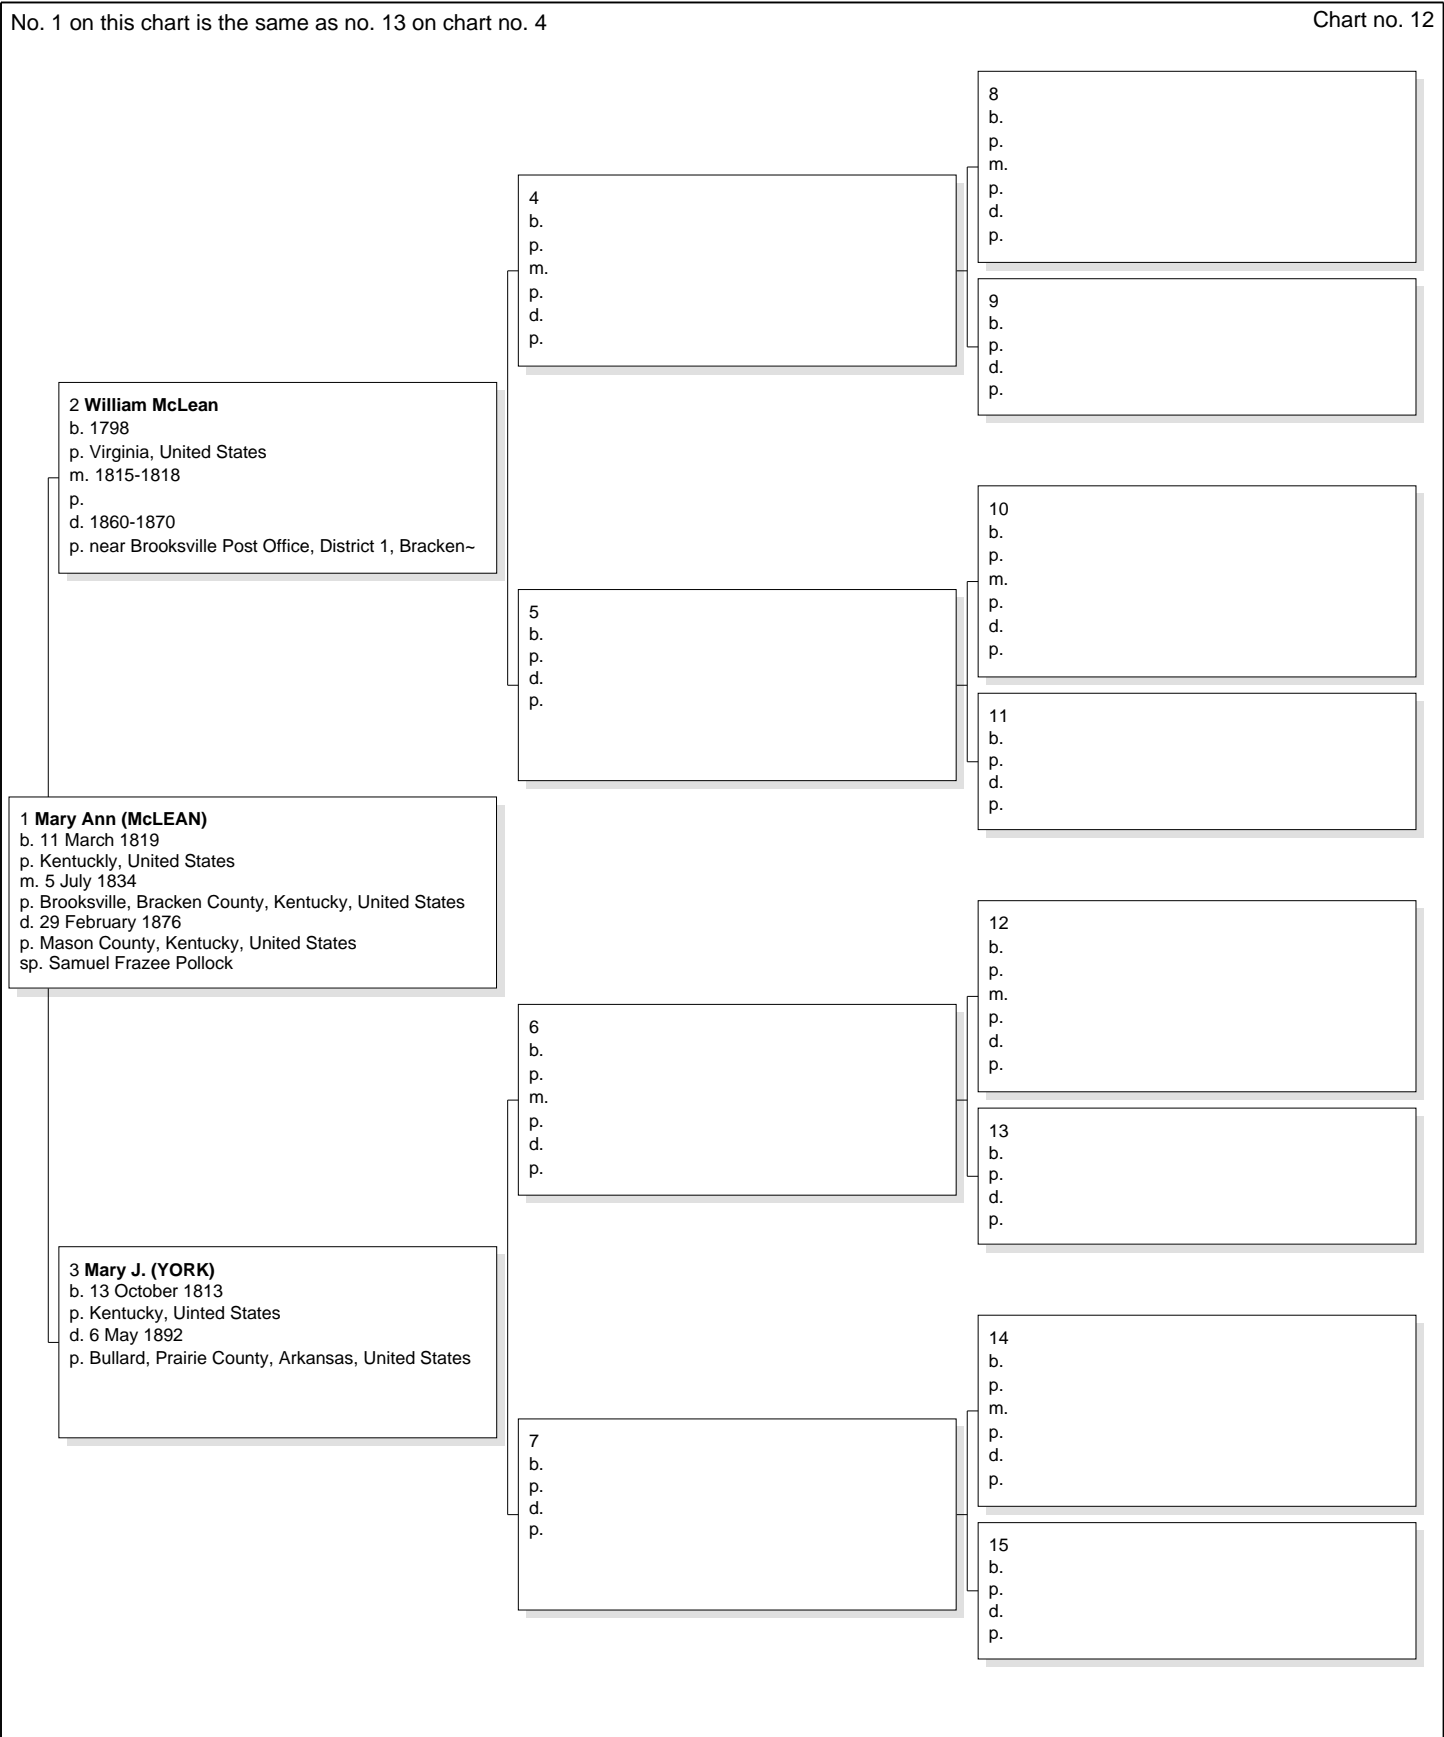 No. 1 on this chart is the same as no. 13 on chart no. 4
Chart no. 12
8
b.
p.
m.
p.
d.
p.
4
b.
p.
m.
p.
d.
p.
9
b.
p.
d.
p.
2 William McLean
b. 1798
p. Virginia, United States
m. 1815-1818
p.
d. 1860-1870
p. near Brooksville Post Office, District 1, Bracken~
10
b.
p.
m.
p.
d.
p.
5
b.
p.
d.
p.
11
b.
p.
d.
p.
1 Mary Ann (McLEAN)
b. 11 March 1819
p. Kentuckly, United States
m. 5 July 1834
p. Brooksville, Bracken County, Kentucky, United States
d. 29 February 1876
p. Mason County, Kentucky, United States
sp. Samuel Frazee Pollock
12
b.
p.
m.
p.
d.
p.
6
b.
p.
m.
p.
d.
p.
13
b.
p.
d.
p.
3 Mary J. (YORK)
b. 13 October 1813
p. Kentucky, Uinted States
d. 6 May 1892
p. Bullard, Prairie County, Arkansas, United States
14
b.
p.
m.
p.
d.
p.
7
b.
p.
d.
p.
15
b.
p.
d.
p.